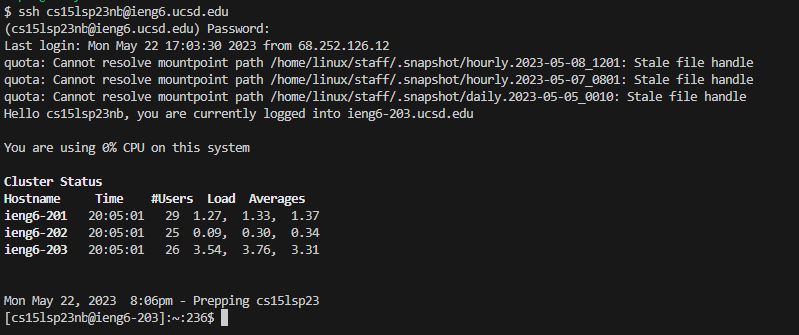 $ ssh cs15lsp23nb@ieng6.ucsd.edu
(cs15lsp23nb@ieng6.ucsd.edu) Password:
Last login: Mon May 22 17:03:30 2023 from 68.252.126.12
quota: Cannot resolve mountpoint path /home/linux/staff/.snapshot/hourly.2023-05-08_1201: Stale file handle
quota: Cannot resolve mountpoint path /home/linux/staff/.snapshot/hourly.2023-05-07_0801: Stale file handle
quota: Cannot resolve mountpoint path /home/linux/staff/.snapshot/daily.2023-05-05_0010: Stale file handle
Hello cs15lsp23nb, you are currently logged into ieng6-203.ucsd.edu
You are using 0% CPU on this system
Cluster Status
Hostname     Time    #Users  Load  Averages
ieng6-201   20:05:01   29  1.27,  1.33,  1.37
ieng6-202   20:05:01   25  0.09,  0.30,  0.34
ieng6-203   20:05:01   26  3.54,  3.76,  3.31
Mon May 22, 2023  8:06pm - Prepping cs15lsp23
[cs15lsp23nb@ieng6-203]:~:236$